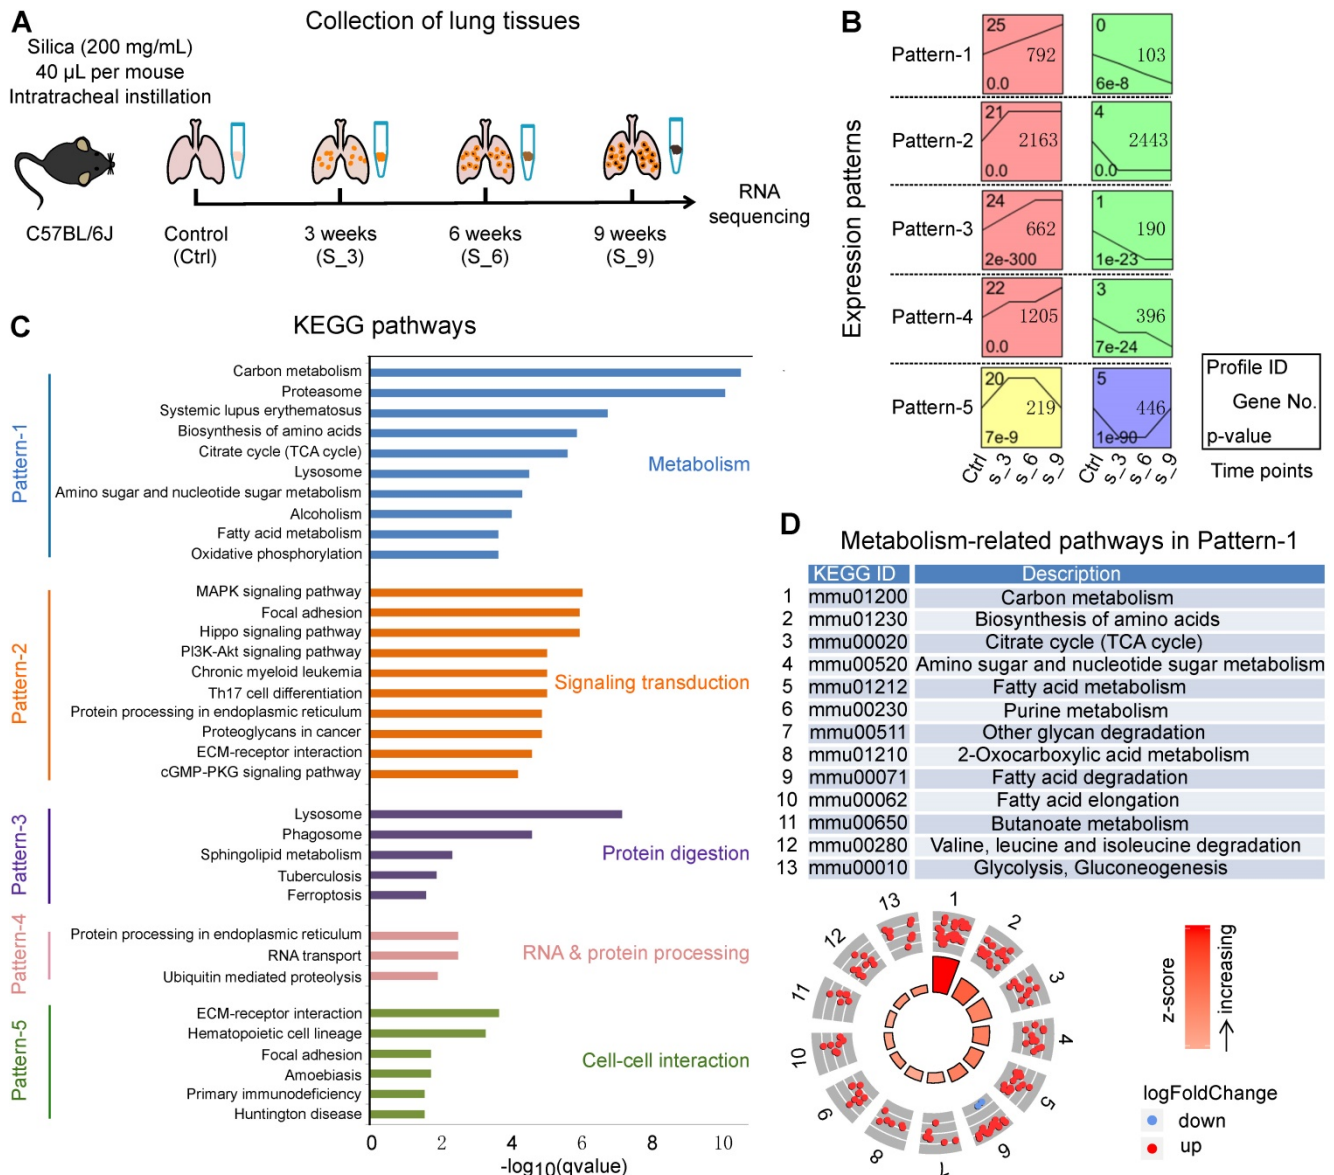 A
Collection of lung tissues
Silica (200 mg/mL)
40 µL per mouse
Intratracheal instillation
C57BL/6J
Control
(Ctrl)
3 weeks
(S_3)
6 weeks
(S_6)
9 weeks
(S_9)
RNA
sequencing
B
Expression patterns
Pattern-1
25
792
0.0
0
103
6e-8
Pattern-2
21
2163
0.0
4
2443
0.0
Pattern-3
24
662
2e-300
1
190
1e-23
Pattern-4
22
1205
0.0
3
396
7e-24
Pattern-5
20
219
7e-9
5
446
1e-90
Ctrl
s_3
s_6
s_9
Ctrl
s_3
s_6
s_9
Time points
Profile ID
Gene No.
p-value
C
KEGG pathways
Pattern-1
Carbon metabolism
Proteasome
Systemic lupus erythematosus
Biosynthesis of amino acids
Citrate cycle (TCA cycle)
Lysosome
Amino sugar and nucleotide sugar metabolism
Alcoholism
Fatty acid metabolism
Oxidative phosphorylation
Metabolism
Pattern-2
MAPK signaling pathway
Focal adhesion
Hippo signaling pathway
PI3K-Akt signaling pathway
Chronic myeloid leukemia
Th17 cell differentiation
Protein processing in endoplasmic reticulum
Proteoglycans in cancer
ECM-receptor interaction
cGMP-PKG signaling pathway
Signaling transduction
Pattern-3
Lysosome
Phagosome
Sphingolipid metabolism
Tuberculosis
Ferroptosis
Protein digestion
Pattern-4
Protein processing in endoplasmic reticulum
RNA transport
Ubiquitin mediated proteolysis
RNA & protein processing
Pattern-5
ECM-receptor interaction
Hematopoietic cell lineage
Focal adhesion
Amoebiasis
Primary immunodeficiency
Huntington disease
Cell-cell interaction
0 2 4 6 8 10
-log10(qvalue)
D
Metabolism-related pathways in Pattern-1
KEGG ID Description
1 mmu01200 Carbon metabolism
2 mmu01230 Biosynthesis of amino acids
3 mmu00020 Citrate cycle (TCA cycle)
4 mmu00520 Amino sugar and nucleotide sugar metabolism
5 mmu01212 Fatty acid metabolism
6 mmu00230 Purine metabolism
7 mmu00511 Other glycan degradation
8 mmu01210 2-Oxocarboxylic acid metabolism
9 mmu00071 Fatty acid degradation
10 mmu00062 Fatty acid elongation
11 mmu00650 Butanoate metabolism
12 mmu00280 Valine, leucine and isoleucine degradation
13 mmu00010 Glycolysis, Gluconeogenesis
1
2
3
4
5
6
7
8
9
10
11
12
13
z-score
increasing
logFoldChange
down
up